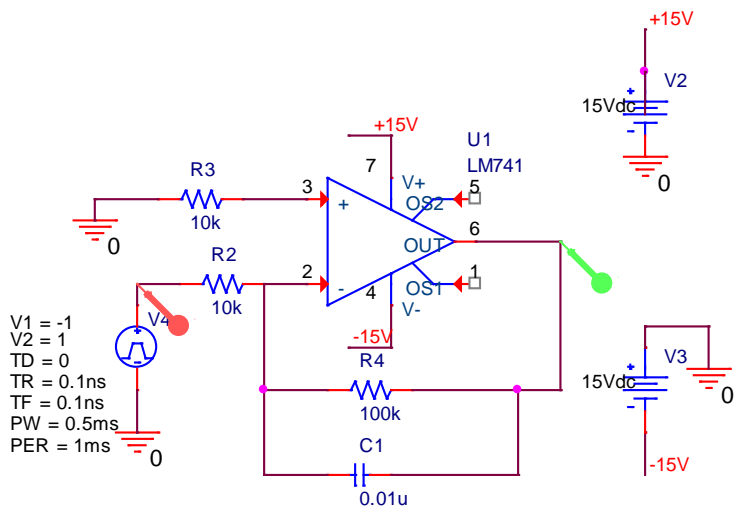 +15V
V2
15Vdc
0
+15V
U1
LM741
7
R3
3
5
V+
+
OS2
10k
0
6
OUT
R2
2
-
1
OS1
10k
4
V-
V4
-15V
V1 = -1
V2 = 1
TD = 0
TR = 0.1ns
TF = 0.1ns
PW = 0.5ms
PER = 1ms
0
R4
100k
C1
0.01u
V3
15Vdc
0
-15V